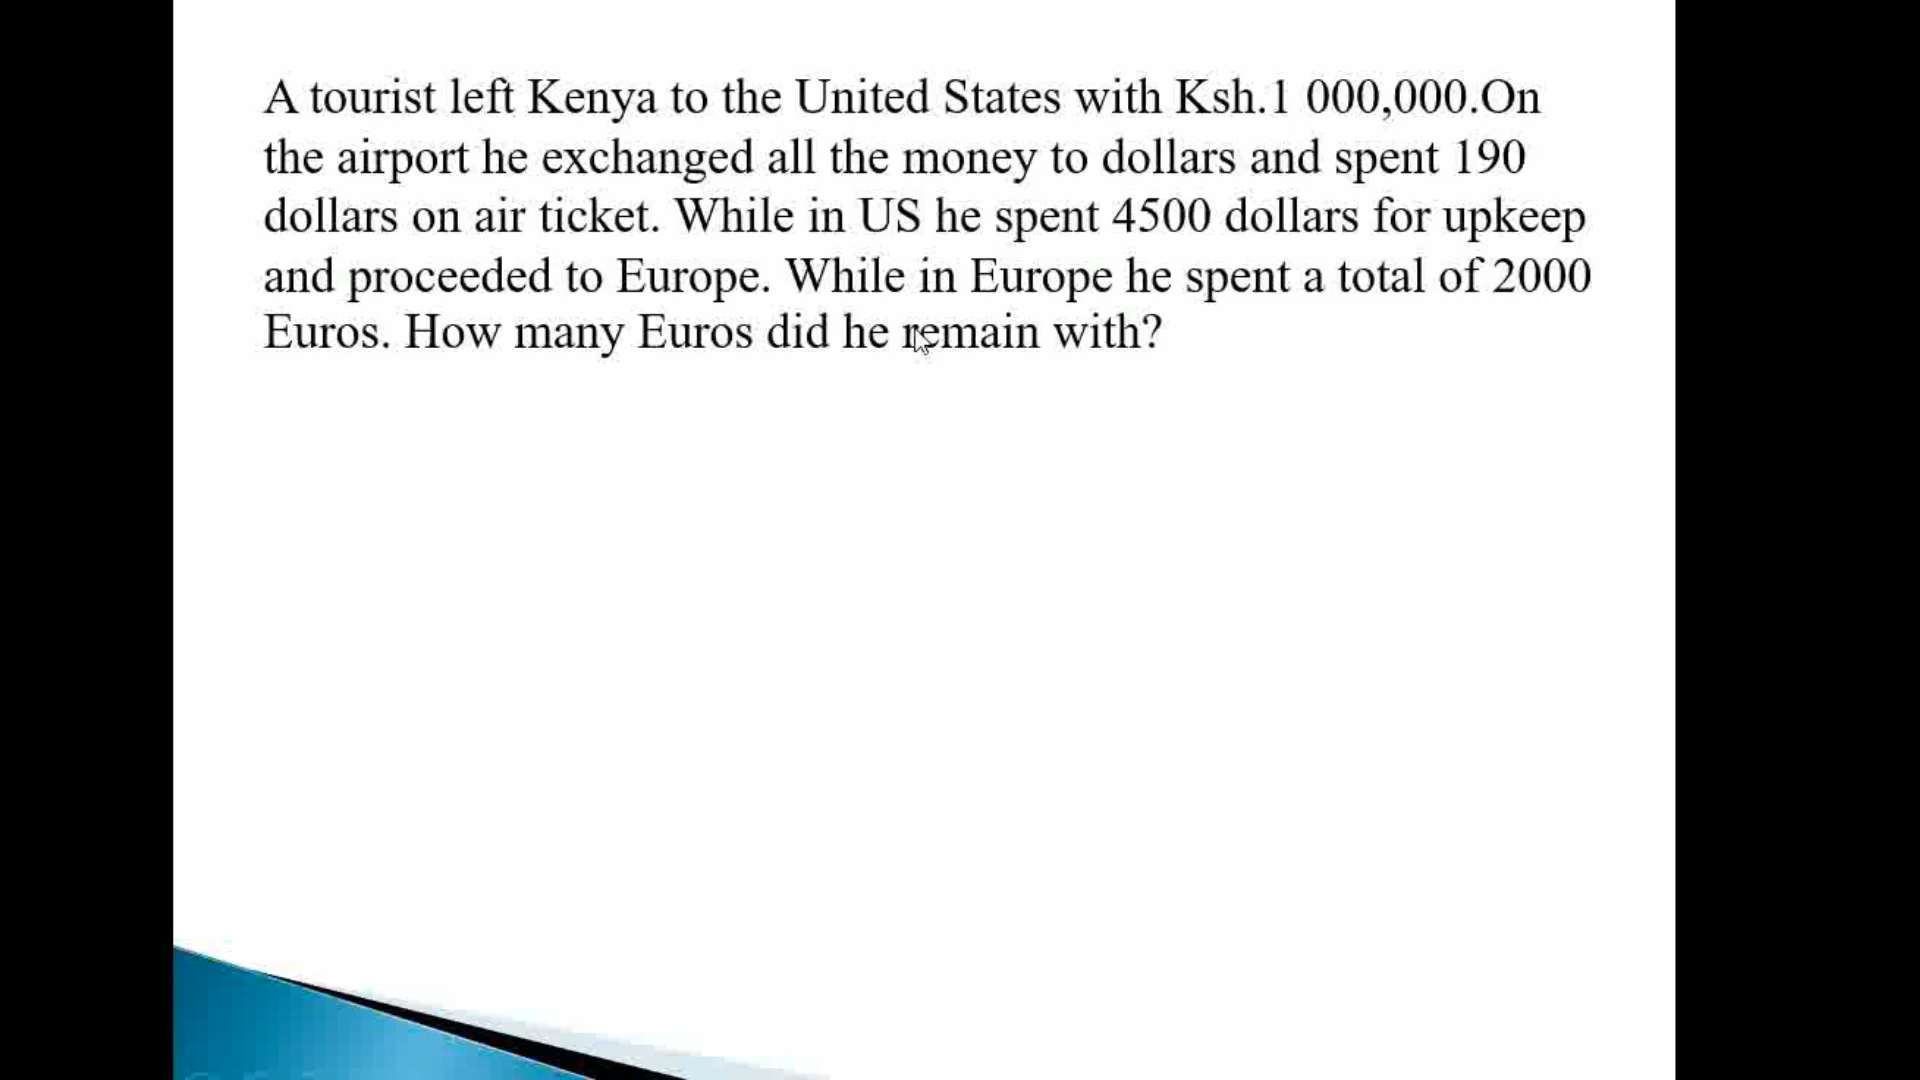 A tourist left Kenya to the United States with Ksh.1 000,000.On
the airport he exchanged all the money to dollars and spent 190
dollars on air ticket. While in US he spent 4500 dollars for upkeep
and proceeded to Europe. While in Europe he spent a total of 2000
Euros. How many Euros did he remain with?